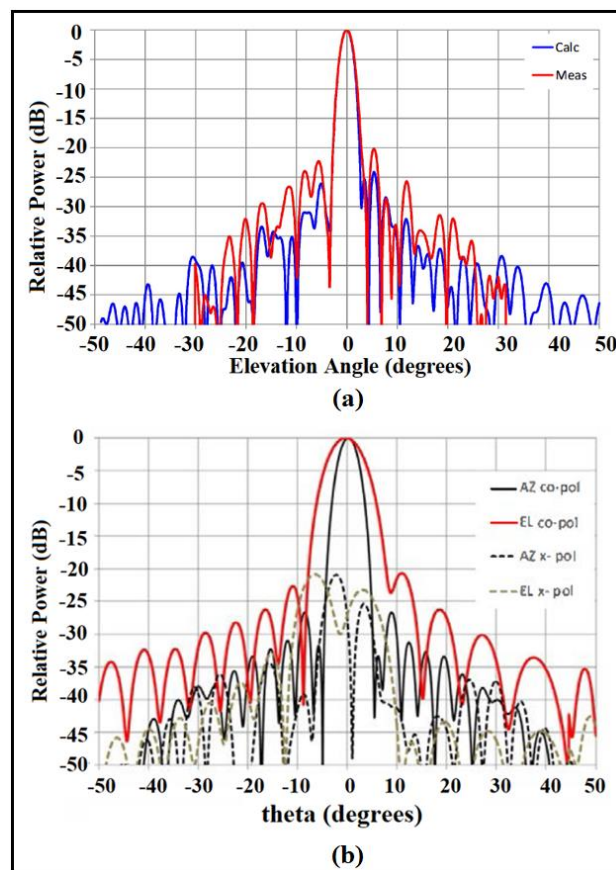 0
-5
-10
-15
-20
-25
-30
-35
-40
-45
-50
Relative Power (dB)
Calc
Meas
-50 -40 -30 -20 -10 0 10 20 30 40 50
Elevation Angle (degrees)
(a)
0
-5
-10
-15
-20
-25
-30
-35
-40
-45
-50
Relative Power (dB)
AZ co-pol
EL co-pol
AZ x- pol
EL x- pol
-50 -40 -30 -20 -10 0 10 20 30 40 50
theta (degrees)
(b)